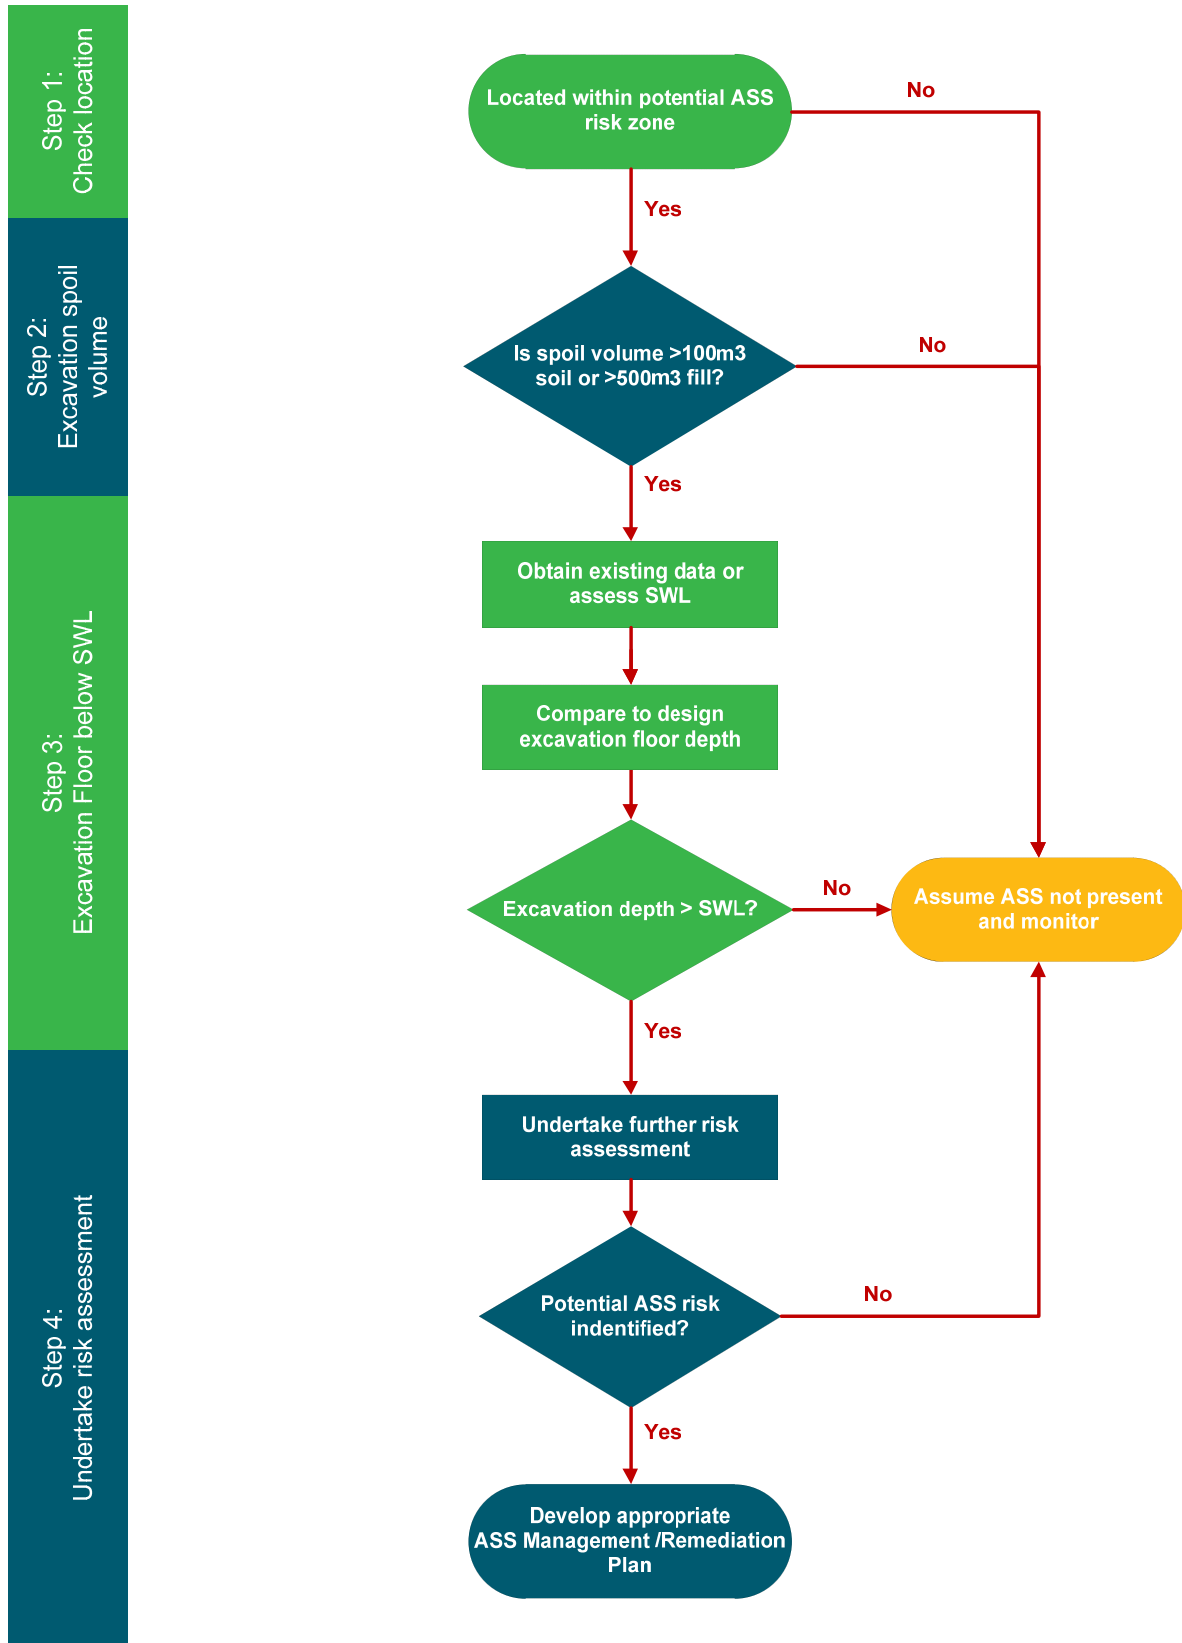 Step 1:
Check location
Located within potential ASS
risk zone
No
Yes
Step 2:
Excavation spoil
volume
Is spoil volume >100m3
soil or >500m3 fill?
No
Yes
Step 3:
Excavation Floor below SWL
Obtain existing data or
assess SWL
Compare to design
excavation floor depth
Excavation depth > SWL?
No
Assume ASS not present
and monitor
Yes
Step 4:
Undertake risk assessment
Undertake further risk
assessment
Potential ASS risk
indentified?
No
Yes
Develop appropriate
ASS Management /Remediation
Plan